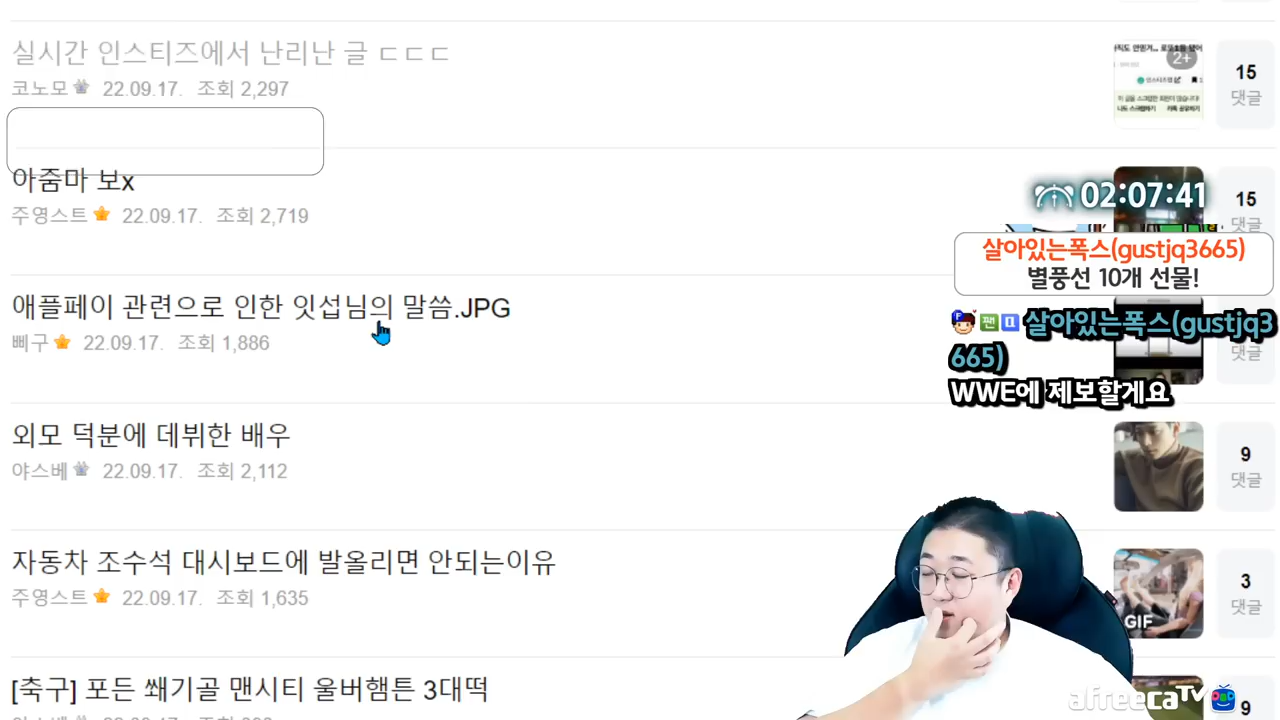 실시간 인스티즈에서 난리난 글 ㄷㄷㄷ
코노모 22.09.17. 조회 2,297
2+
15
댓글
아줌마 보x
주영스트 22.09.17. 조회 2,719
15
댓글
02:07:41
살아있는폭스(gustjq3665)
별풍선 10개 선물!
애플페이 관련으로 인한 잇섭님의 말씀.JPG
삐구 22.09.17. 조회 1,886
댓글
살아있는폭스(gustjq3
665)
WWE에 제보할게요
외모 덕분에 데뷔한 배우
야스베 22.09.17. 조회 2,112
9
댓글
자동차 조수석 대시보드에 발올리면 안되는이유
주영스트 22.09.17. 조회 1,635
GIF
3
댓글
[축구] 포든 쐐기골 맨시티 울버햄튼 3대떡
9
afreecaTV